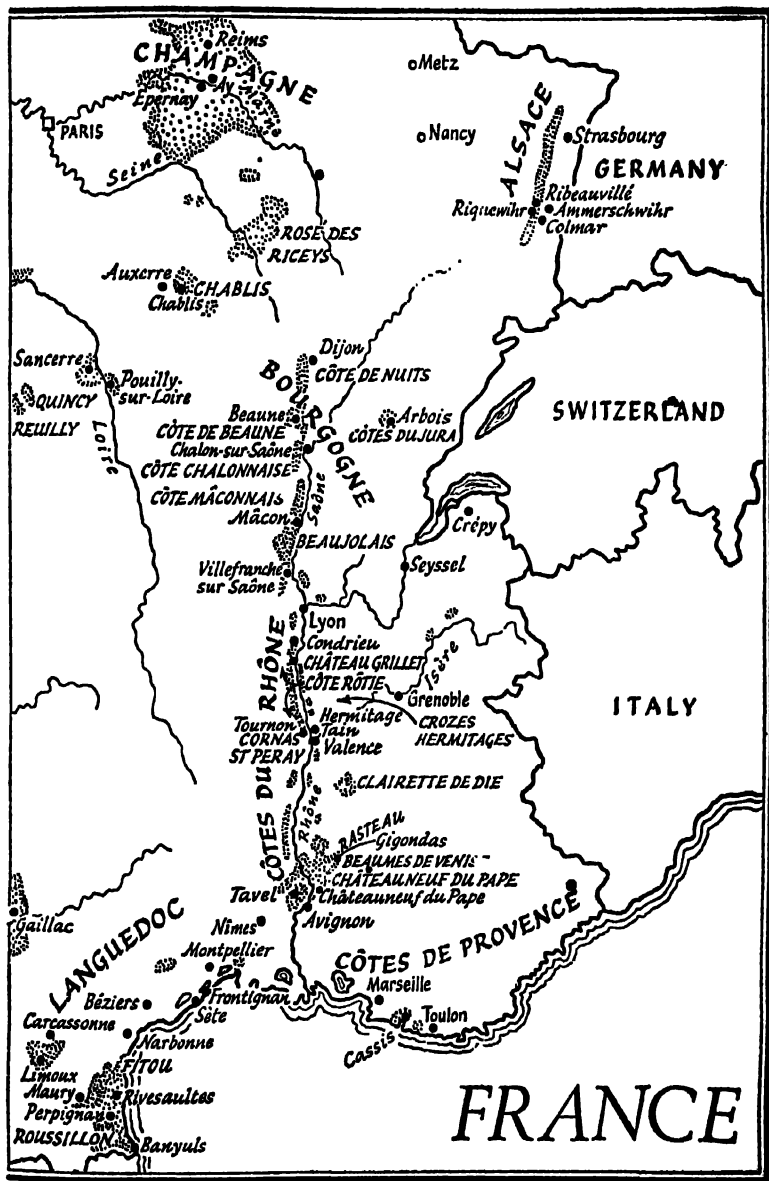 Reims
CHAMPAGNE
Ay
Epernay
Marne
Metz
PARIS
Nancy
ALSACE
Strasbourg
Seine
GERMANY
Ribeauvillé
Riquewihr
Ammerschwihr
Colmar
ROSÉ DES
RICEYS
Auxerre
CHABLIS
Chablis
Dijon
CÔTE DE NUITS
Sancerre
Pouilly-
sur-Loire
BOURGOGNE
QUINCY
REUILLY
Loire
Beaune
CÔTE DE BEAUNE
Arbois
CÔTES DU JURA
SWITZERLAND
Chalon-sur-Saône
CÔTE CHALONNAISE
Saône
CÔTE MÂCONNAIS
Mâcon
Crépy
BEAUJOLAIS
Villefranche
sur Saône
Seyssel
Lyon
Condrieu
CHÂTEAU GRILLET
CÔTE RÔTIE
Isère
Grenoble
ITALY
CÔTES DU RHÔNE
Hermitage
CROZES
HERMITAGES
Tournon
Tain
CORNAS
Valence
ST PERAY
CLAIRETTE DE DIE
Rhône
RASTEAU
Gigondas
BEAUMES DE VENIS
CHÂTEAUNEUF DU PAPE
Tavel
Châteauneuf du Pape
Avignon
Gaillac
LANGUEDOC
Nîmes
Montpellier
CÔTES DE PROVENCE
Marseille
Frontignan
Béziers
Sète
Toulon
Carcassonne
Cassis
Narbonne
FITOU
Limoux
Maury
Rivesaultes
Perpignan
ROUSSILLON
Banyuls
FRANCE